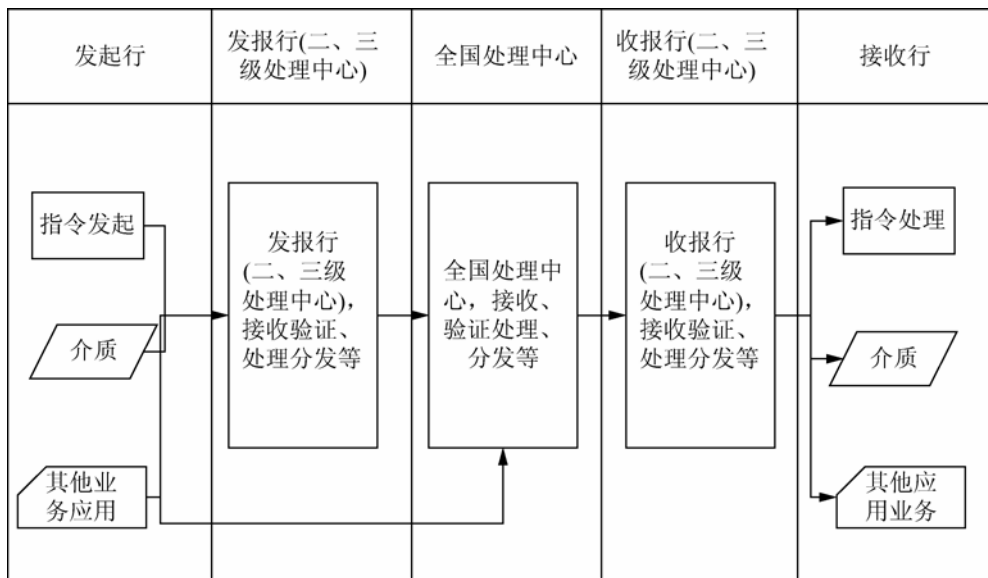 发起行
发报行(二、三
级处理中心)
全国处理中心
收报行(二、三
级处理中心)
接收行
指令发起
介质
其他业
务应用
发报行
(二、三级
处理中心),
接收验证、
处理分发等
全国处理中
心，接收、
验证处理、
分发等
收报行
(二、三级
处理中心),
接收验证、
处理分发等
指令处理
介质
其他应
用业务